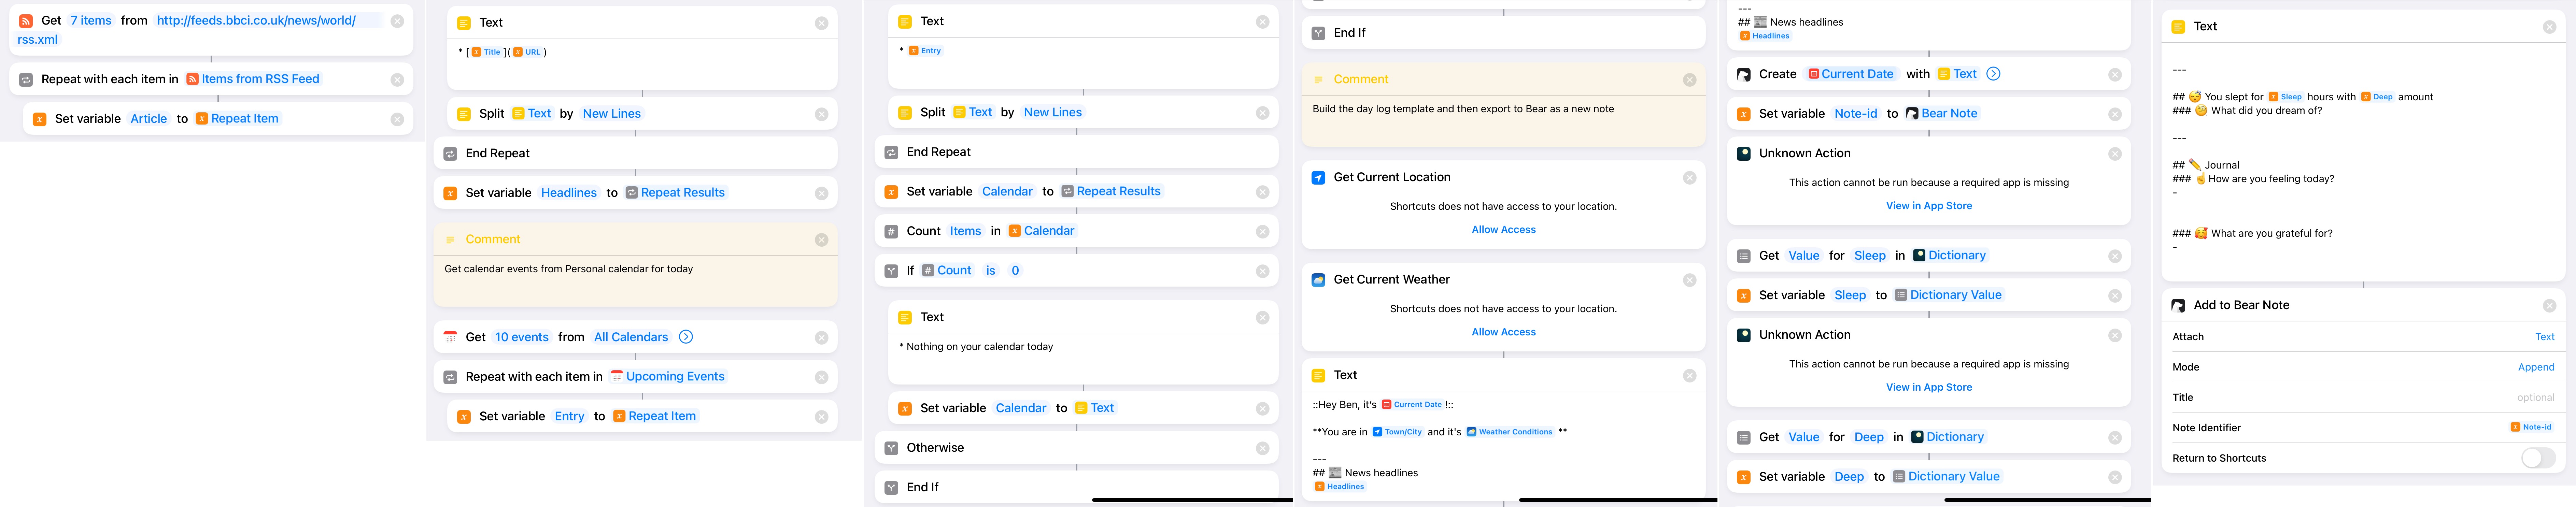 Get 7 items from http://feeds.bbci.co.uk/news/world/
rss.xml
Repeat with each item in Items from RSS Feed
Set variable Article to Repeat Item
Text
* [ Title ]( URL )
Split Text by New Lines
End Repeat
Set variable Headlines to Repeat Results
Comment
Get calendar events from Personal calendar for today
Get 10 events from All Calendars
Repeat with each item in Upcoming Events
Set variable Entry to Repeat Item
Text
* Entry
Split Text by New Lines
End Repeat
Set variable Calendar to Repeat Results
Count Items in Calendar
If Count is 0
Text
* Nothing on your calendar today
Set variable Calendar to Text
Otherwise
End If
End If
Comment
Build the day log template and then export to Bear as a new note
Get Current Location
Shortcuts does not have access to your location.
Allow Access
Get Current Weather
Shortcuts does not have access to your location.
Allow Access
Text
::Hey Ben, it's Current Date !::
**You are in Town/City and it's Weather Conditions **
---
## 📰 News headlines
Headlines
---
## 📰 News headlines
Headlines
Create Current Date with Text
Set variable Note-id to Bear Note
Unknown Action
This action cannot be run because a required app is missing
View in App Store
Get Value for Sleep in Dictionary
Set variable Sleep to Dictionary Value
Unknown Action
This action cannot be run because a required app is missing
View in App Store
Get Value for Deep in Dictionary
Set variable Deep to Dictionary Value
Text
---
## 😴 You slept for Sleep hours with Deep amount
### 🧐 What did you dream of?
---
## ✏️ Journal
### ☝️How are you feeling today?
-
### 🥰 What are you grateful for?
-
Add to Bear Note
Attach Text
Mode Append
Title optional
Note Identifier Note-id
Return to Shortcuts